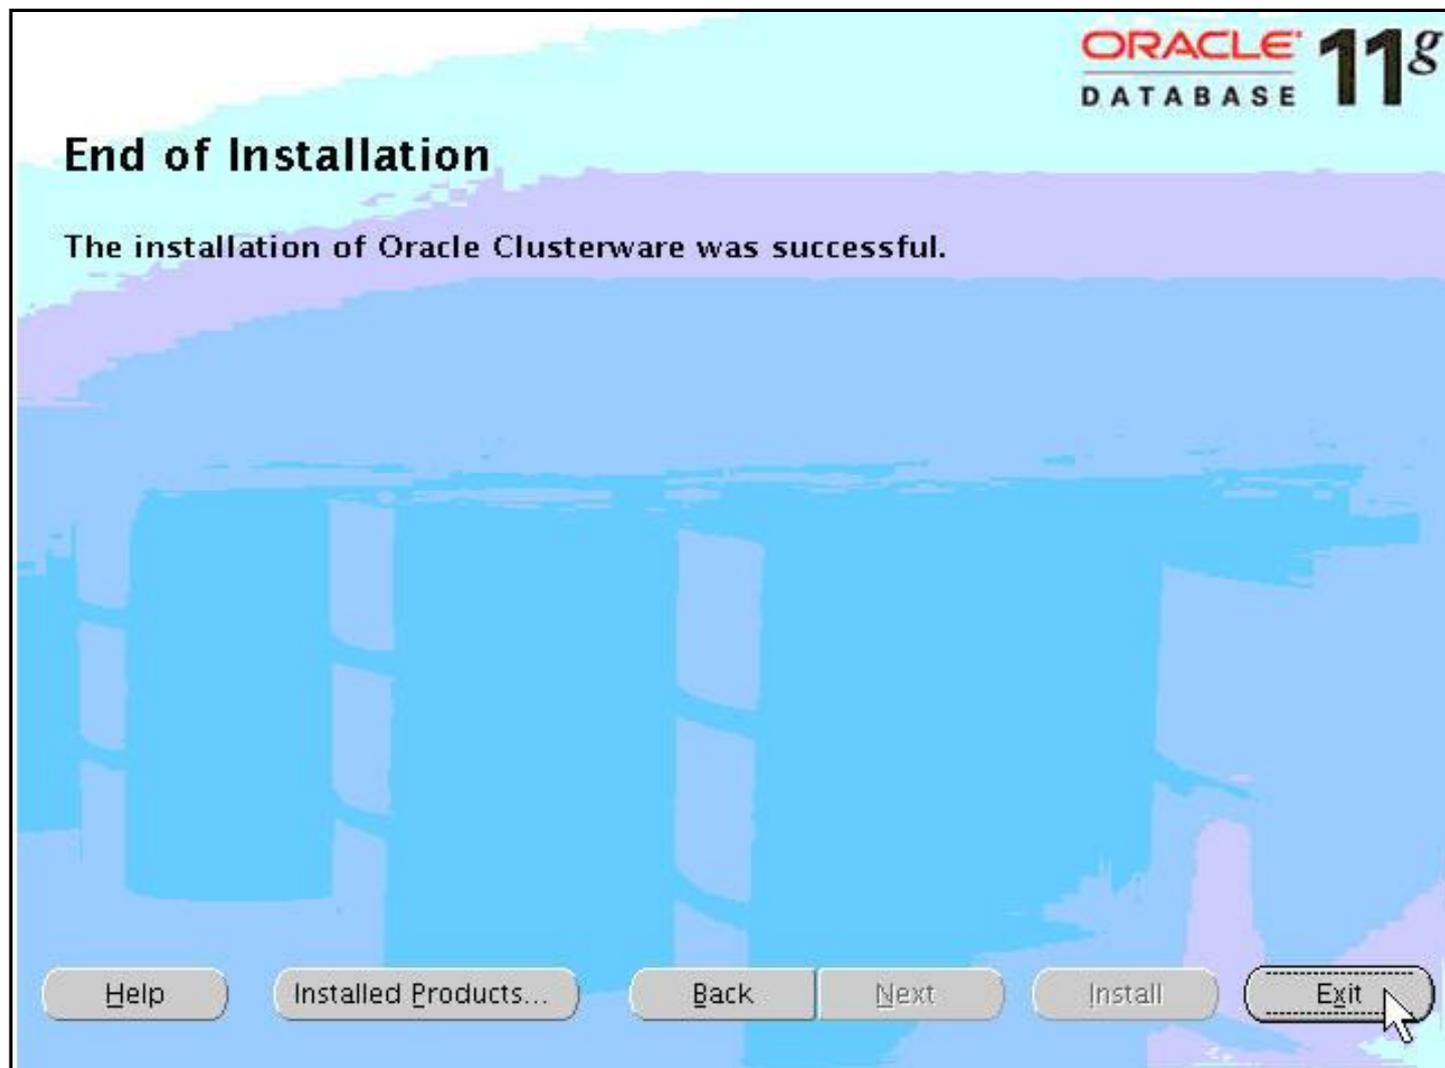 ORACLE 11g
DATABASE
End of Installation
The installation of Oracle Clusterware was successful.
Help Installed Products... Back Next Install Exit